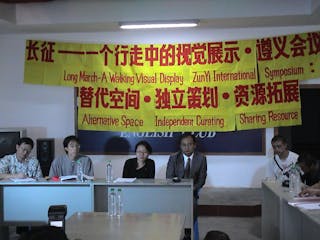 长征——一个行走中的视觉展示·遵义会议
Long March-A Walking Visual Display ZunYi International Symposium:
替代空间·独立策划·资源拓展
Alternative Space Independent Curating Sharing Resource
ENGLISH CLUB